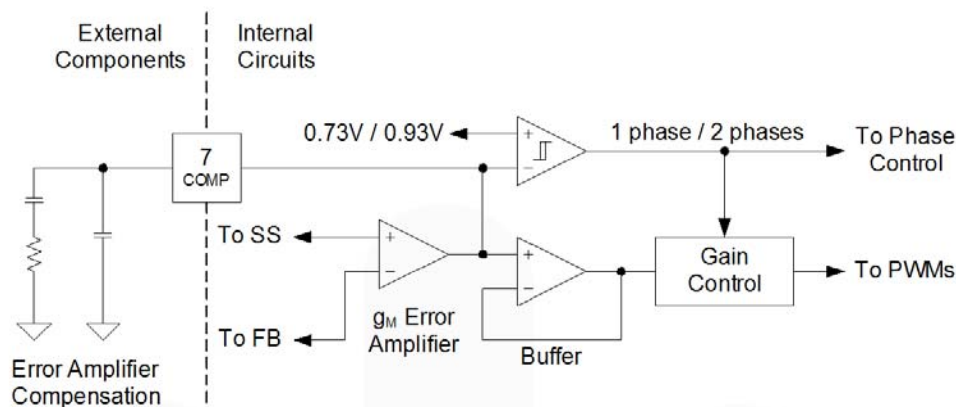 External
Components
Internal
Circuits
0.73V / 0.93V
+
−
1 phase / 2 phases
To Phase
Control
7
COMP
To SS
+
−
To FB
gM Error
Amplifier
+
−
Buffer
Gain
Control
To PWMs
Error Amplifier
Compensation